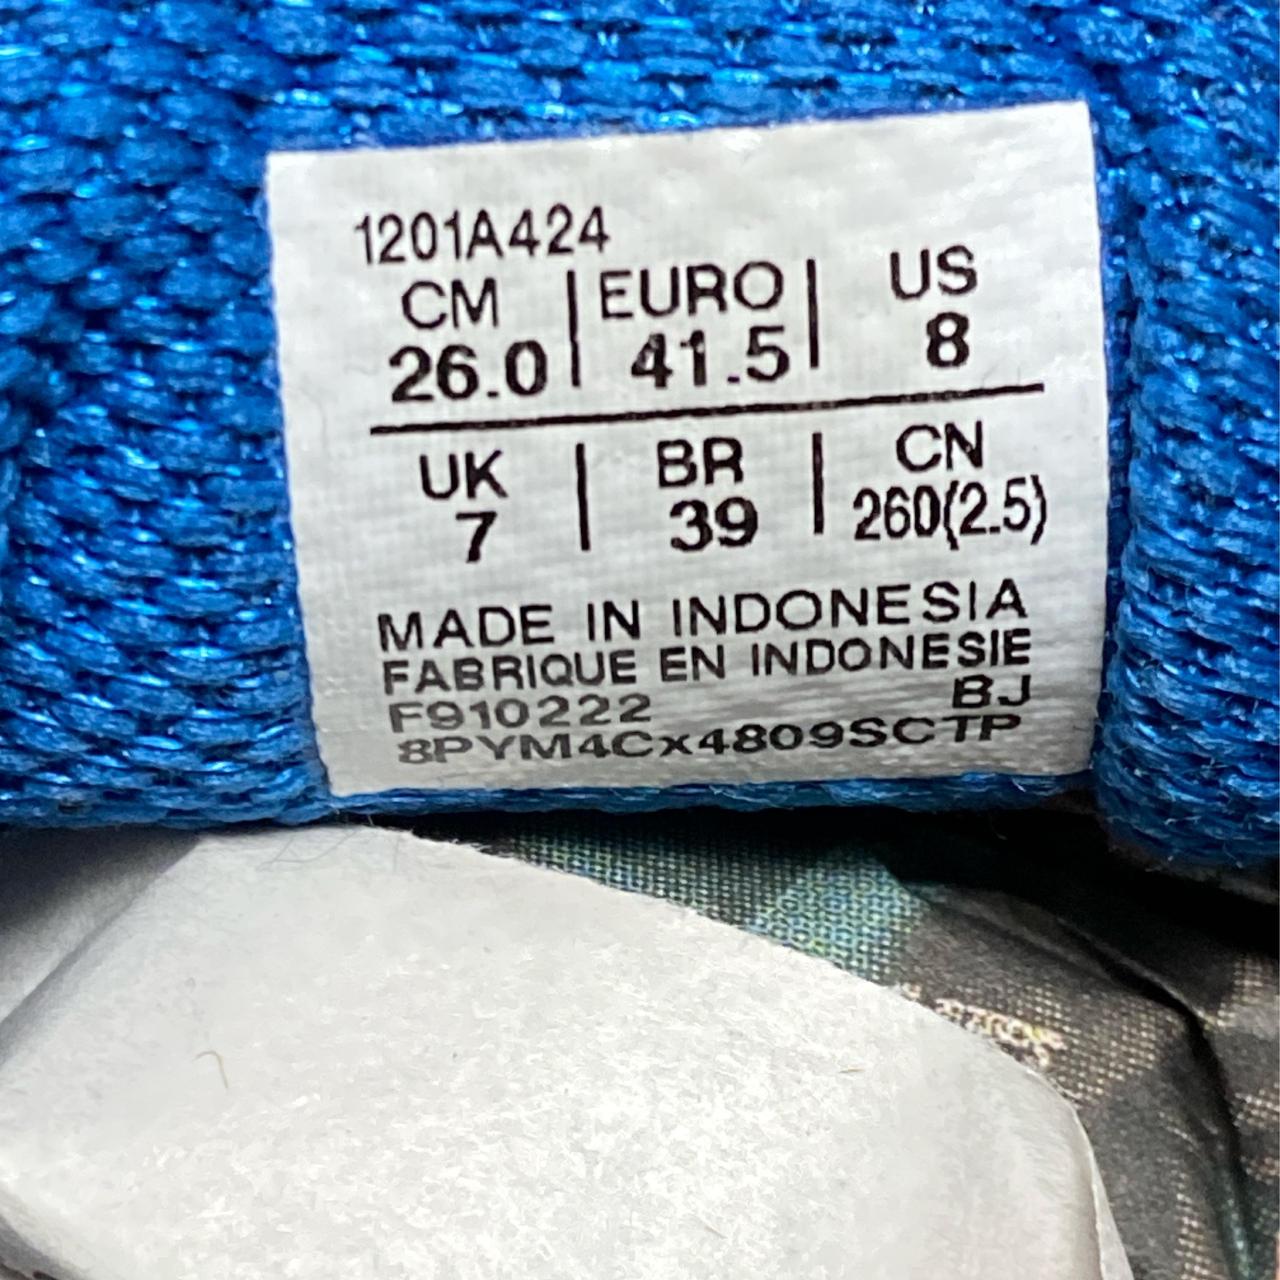 1201A424
CM | EURO | US
26.0 | 41.5 | 8
UK | BR | CN
7 | 39 | 260(2.5)
MADE IN INDONESIA
FABRIQUE EN INDONESIE
F910222 BJ
8PYM4Cx4809SCTP